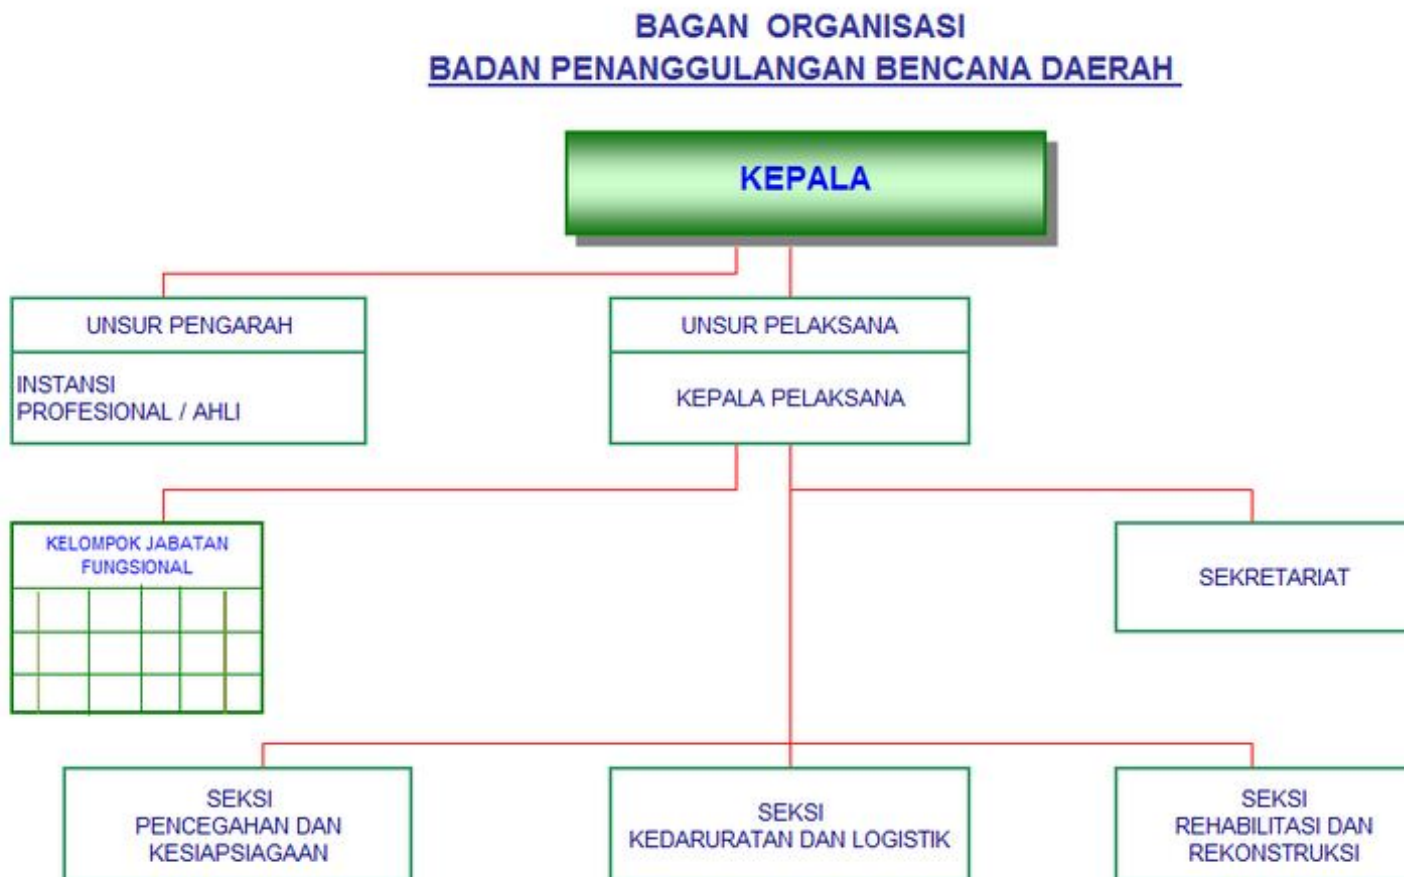 BAGAN ORGANISASI
BADAN PENANGGULANGAN BENCANA DAERAH
KEPALA
UNSUR PENGARAH
INSTANSI
PROFESIONAL / AHLI
UNSUR PELAKSANA
KEPALA PELAKSANA
KELOMPOK JABATAN
FUNGSIONAL
SEKRETARIAT
SEKSI
PENCEGAHAN DAN
KESIAPSIAGAAN
SEKSI
KEDARURATAN DAN LOGISTIK
SEKSI
REHABILITASI DAN
REKONSTRUKSI